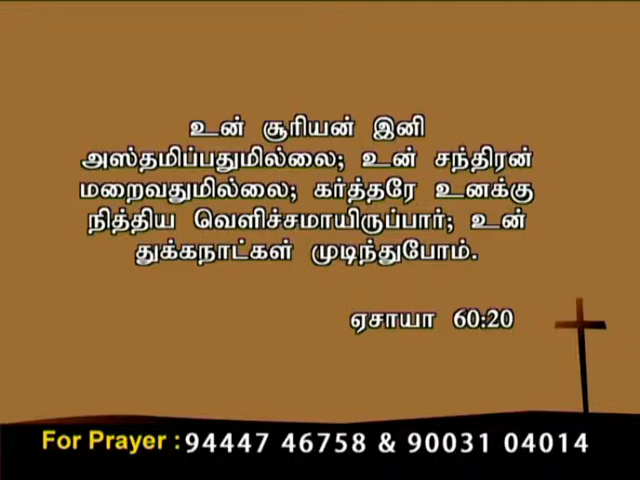 உன் சூரியன் இனி
அஸ்தமிப்பதுமில்லை; உன் சந்திரன்
மறைவதுமில்லை; கர்த்தரே உனக்கு
நித்திய வெளிச்சமாயிருப்பார்; உன்
துக்கநாட்கள் முடிந்துபோம்.
ஏசாயா 60:20
For Prayer : 94447 46758 & 90031 04014